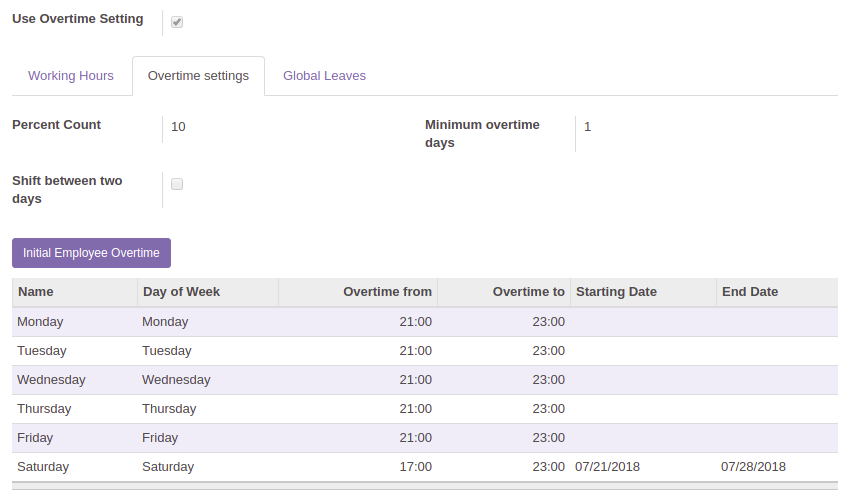 Use Overtime Setting
Working Hours Overtime settings Global Leaves
Percent Count 10 Minimum overtime days 1
Shift between two days
Initial Employee Overtime
Name Day of Week Overtime from Overtime to Starting Date End Date
Monday Monday 21:00 23:00
Tuesday Tuesday 21:00 23:00
Wednesday Wednesday 21:00 23:00
Thursday Thursday 21:00 23:00
Friday Friday 21:00 23:00
Saturday Saturday 17:00 23:00 07/21/2018 07/28/2018